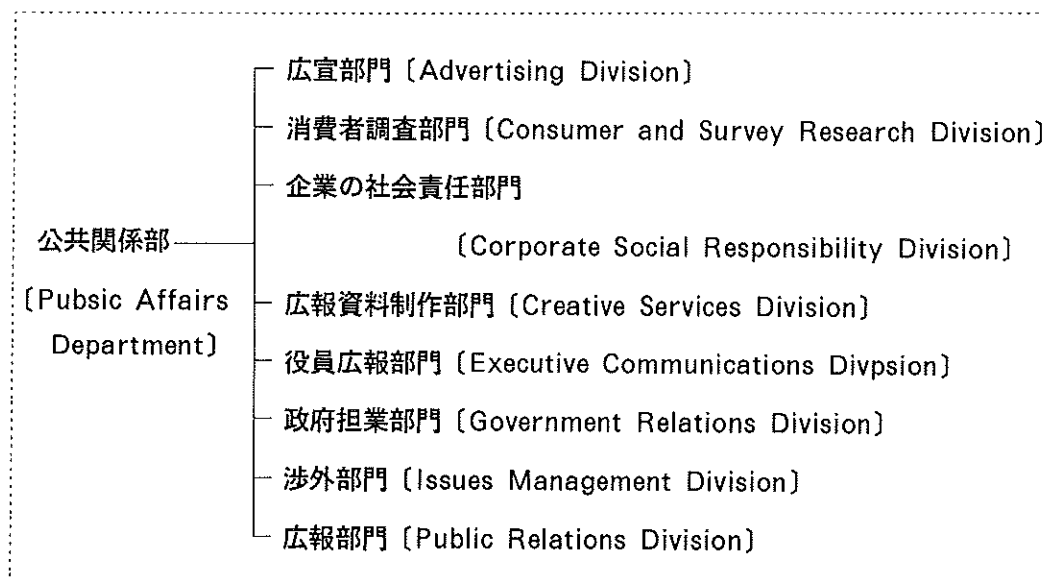 広宣部門〔Advertising Division〕
消費者調査部門〔Consumer and Survey Research Division〕
企業の社会責任部門
〔Corporate Social Responsibility Division〕
公共関係部
〔Pubsic Affairs
Department〕
広報資料制作部門〔Creative Services Division〕
役員広報部門〔Executive Communications Divpsion〕
政府担業部門〔Government Relations Division〕
渉外部門〔Issues Management Division〕
広報部門〔Public Relations Division〕